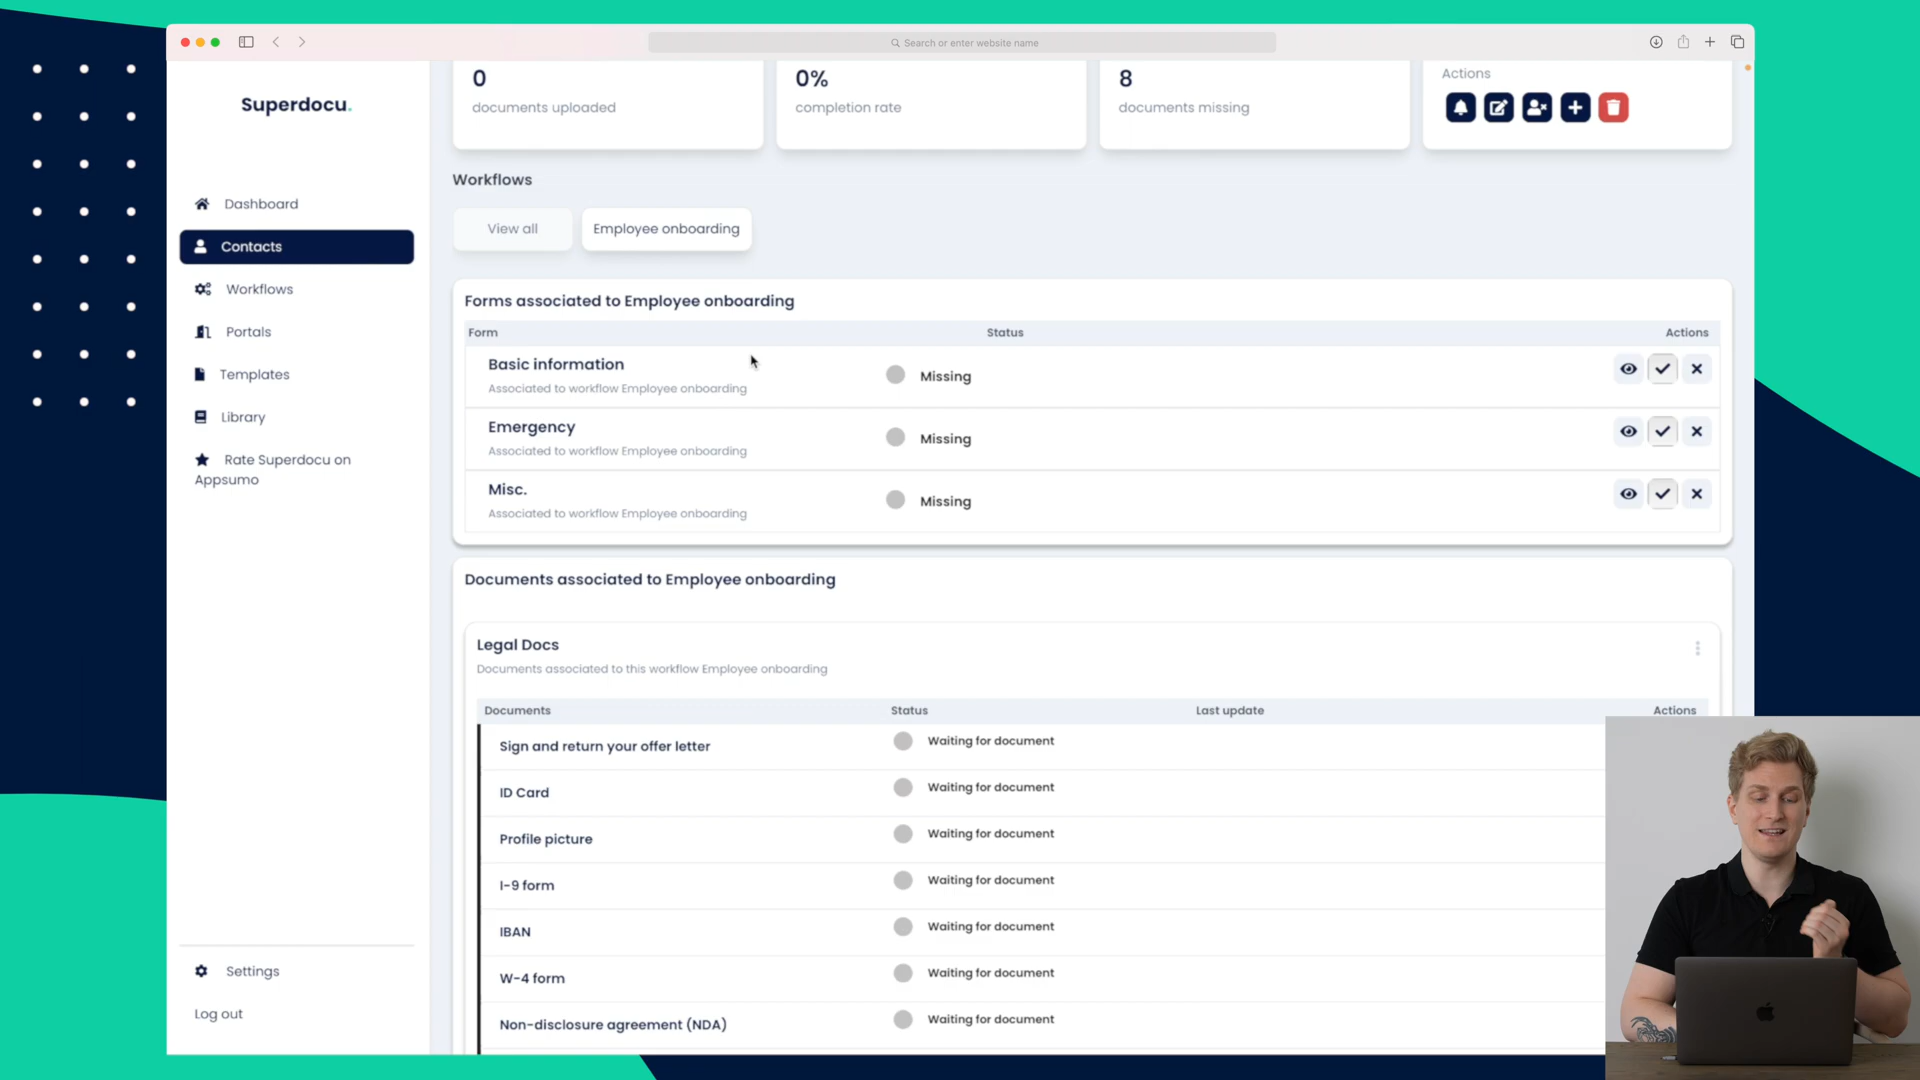 Search or enter website name
Superdocu.
Dashboard
Contacts
Workflows
Portals
Templates
Library
Rate Superdocu on
Appsumo
Settings
Log out
0
documents uploaded
0%
completion rate
8
documents missing
Actions
Workflows
View all
Employee onboarding
Forms associated to Employee onboarding
Form Status Actions
Basic information
Associated to workflow Employee onboarding
Missing
Emergency
Associated to workflow Employee onboarding
Missing
Misc.
Associated to workflow Employee onboarding
Missing
Documents associated to Employee onboarding
Legal Docs
Documents associated to this workflow Employee onboarding
Documents Status Last update Actions
Sign and return your offer letter Waiting for document
ID Card Waiting for document
Profile picture Waiting for document
I-9 form Waiting for document
IBAN Waiting for document
W-4 form Waiting for document
Non-disclosure agreement (NDA) Waiting for document